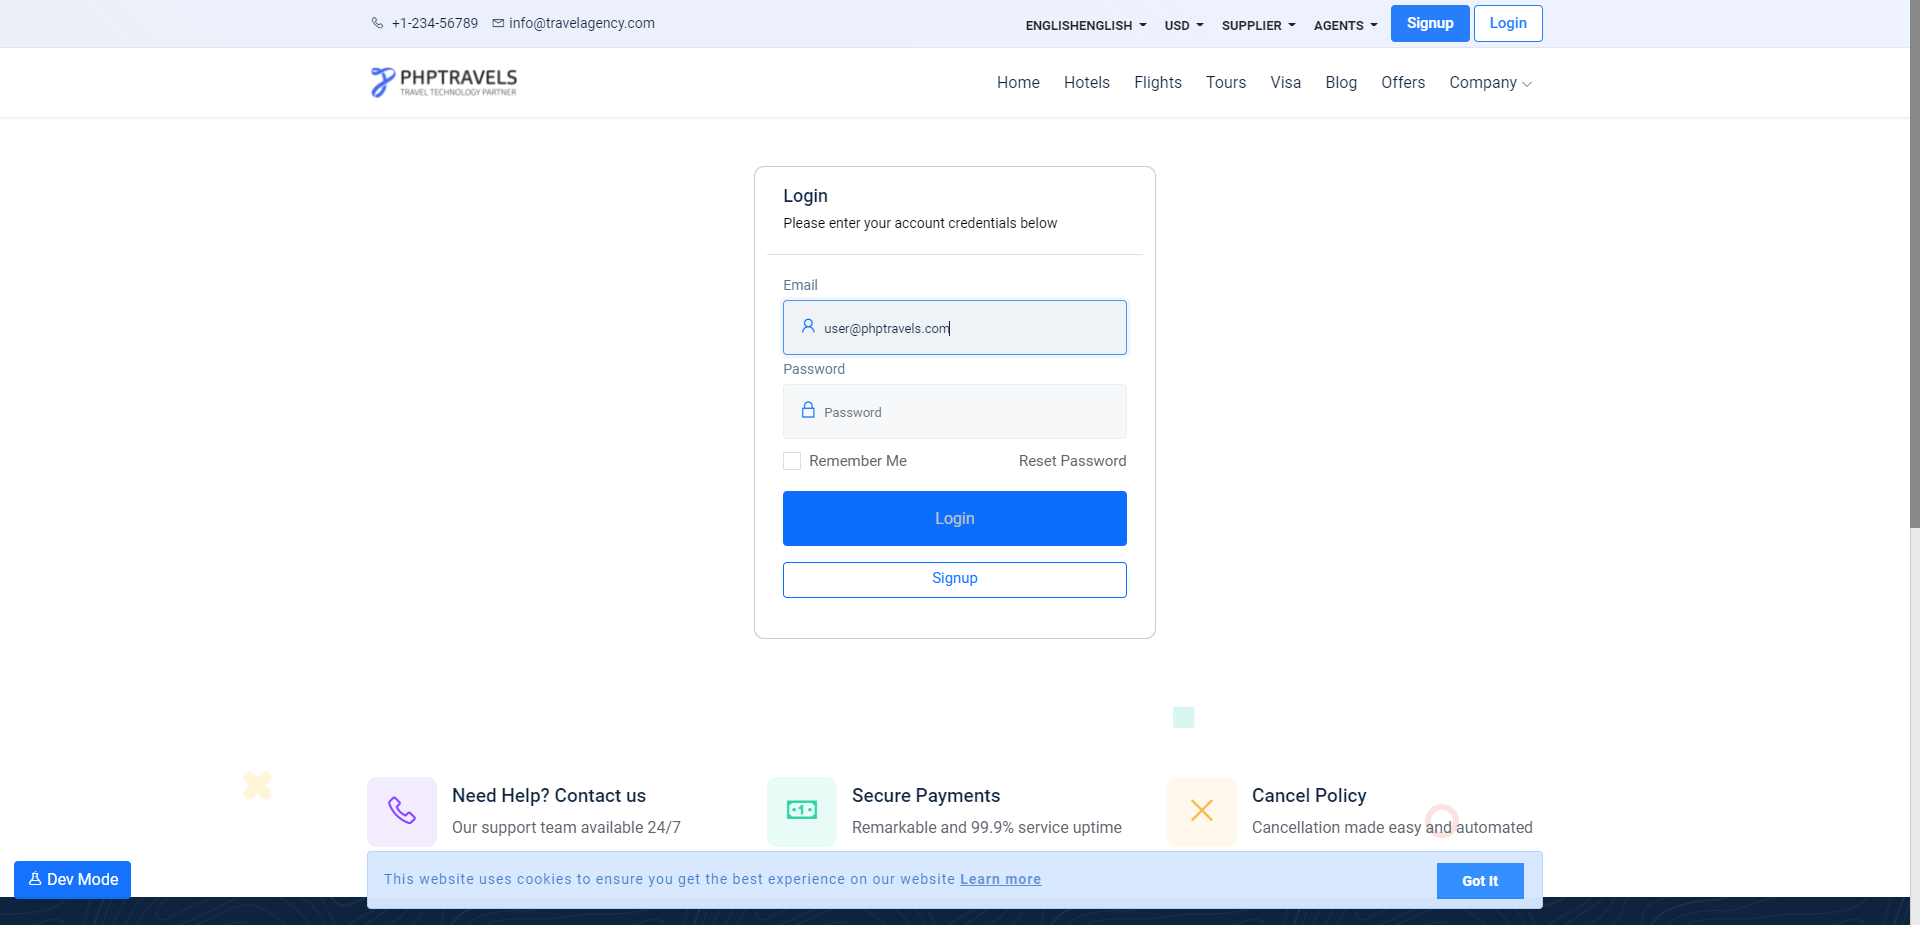 +1-234-56789 info@travelagency.com ENGLISHENGLISH USD SUPPLIER AGENTS Signup Login
PHPTRAVELS
TRAVEL TECHNOLOGY PARTNER
Home Hotels Flights Tours Visa Blog Offers Company
Login
Please enter your account credentials below
Email
user@phptravels.com
Password
Password
Remember Me Reset Password
Login
Signup
Need Help? Contact us
Our support team available 24/7
1
Secure Payments
Remarkable and 99.9% service uptime
Cancel Policy
Cancellation made easy and automated
Dev Mode
This website uses cookies to ensure you get the best experience on our website Learn more
Got It